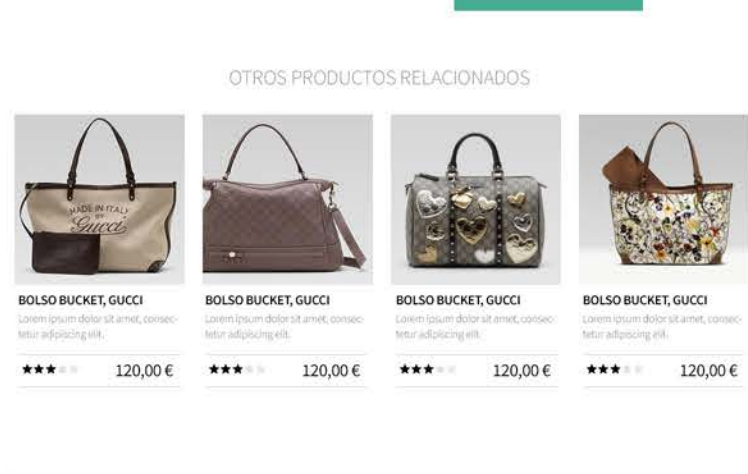 OTROS PRODUCTOS RELACIONADOS
MADE IN ITALY
BY
Gucci
BOLSO BUCKET, GUCCI
Lorem ipsum dolor sit amet, consec-
tetur adipiscing elit.
★★★★★ 120,00 €
BOLSO BUCKET, GUCCI
Lorem ipsum dolor sit amet, consec-
tetur adipiscing elit.
★★★★★ 120,00 €
BOLSO BUCKET, GUCCI
Lorem ipsum dolor sit amet, consec-
tetur adipiscing elit.
★★★★★ 120,00 €
BOLSO BUCKET, GUCCI
Lorem ipsum dolor sit amet, consec-
tetur adipiscing elit.
★★★★★ 120,00 €